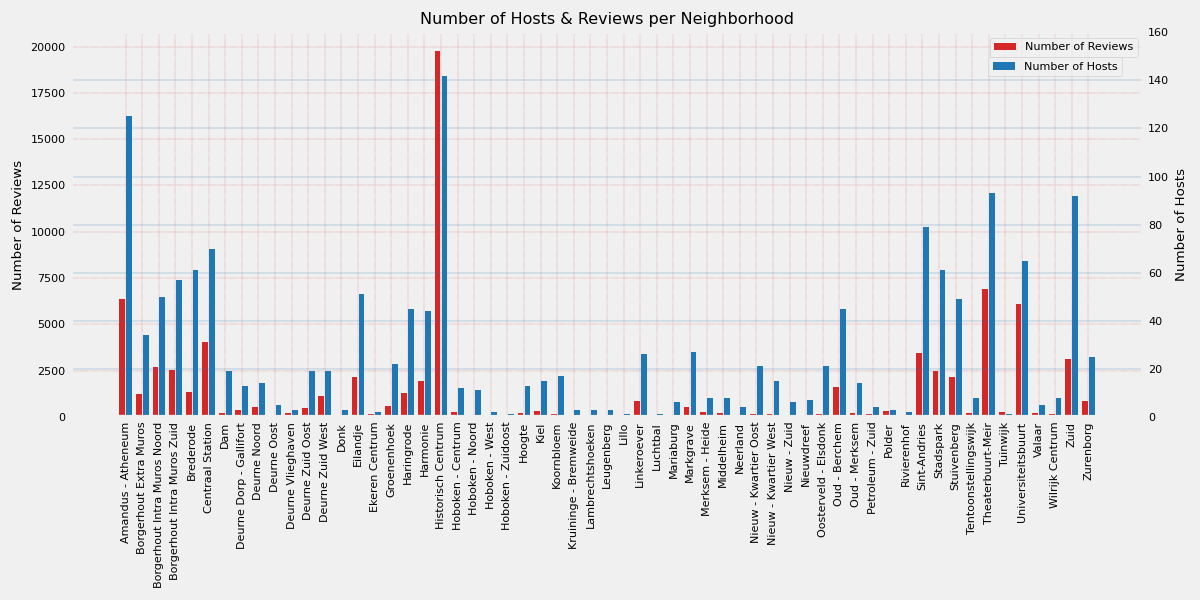 Number of Hosts & Reviews per Neighborhood
Number of Reviews
Number of Hosts
20000
17500
15000
12500
10000
7500
5000
2500
0
160
140
120
100
80
60
40
20
0
Number of Reviews
Number of Hosts
Amandus - Atheneum
Borgerhout Extra Muros
Borgerhout Intra Muros Noord
Borgerhout Intra Muros Zuid
Brederode
Centraal Station
Dam
Deurne Dorp - Gallifort
Deurne Noord
Deurne Oost
Deurne Vlieghaven
Deurne Zuid Oost
Deurne Zuid West
Donk
Eilandje
Ekeren Centrum
Groenenhoek
Haringrode
Harmonie
Historisch Centrum
Hoboken - Centrum
Hoboken - Noord
Hoboken - West
Hoboken - Zuidoost
Hoogte
Kiel
Koornbloem
Kruininge - Bremweide
Lambrechtshoeken
Leugenberg
Lillo
Linkeroever
Luchtbal
Mariaburg
Markgrave
Merksem - Heide
Middelheim
Neerland
Nieuw - Kwartier Oost
Nieuw - Kwartier West
Nieuw - Zuid
Nieuwdreef
Oosterveld - Elsdonk
Oud - Berchem
Oud - Merksem
Petroleum - Zuid
Polder
Rivierenhof
Sint-Andries
Stadspark
Stuivenberg
Tentoonstellingswijk
Theaterbuurt-Meir
Tuinwijk
Universiteitsbuurt
Valaar
Wilrijk Centrum
Zuid
Zurenborg